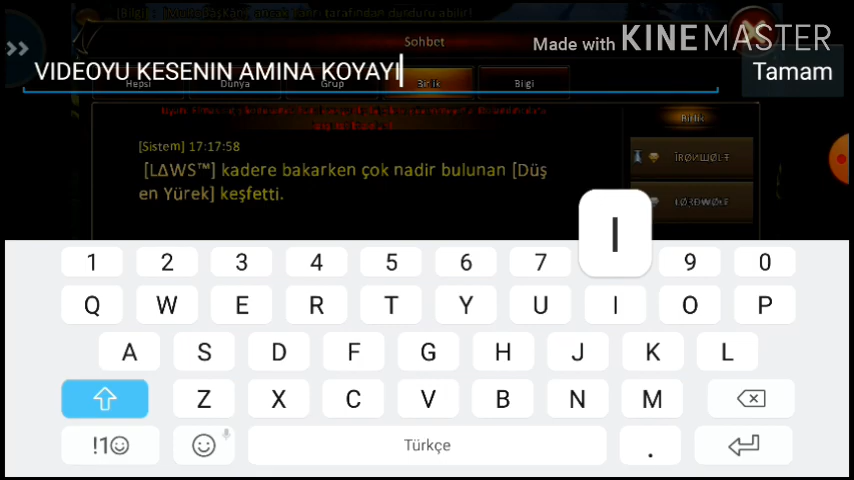 Sohbet
Made with KINEMASTER
VIDEOYU KESENIN AMINA KOYAYI
Tamam
Hepsi Dünya Grup Birlik Bilgi
Birlik
[Sistem] 17:17:58
[LΔWS™] kadere bakarken çok nadir bulunan [Düş
en Yürek] keşfetti.
I
1 2 3 4 5 6 7 9 0
Q W E R T Y U I O P
A S D F G H J K L
Z X C V B N M
!1☺ Türkçe .